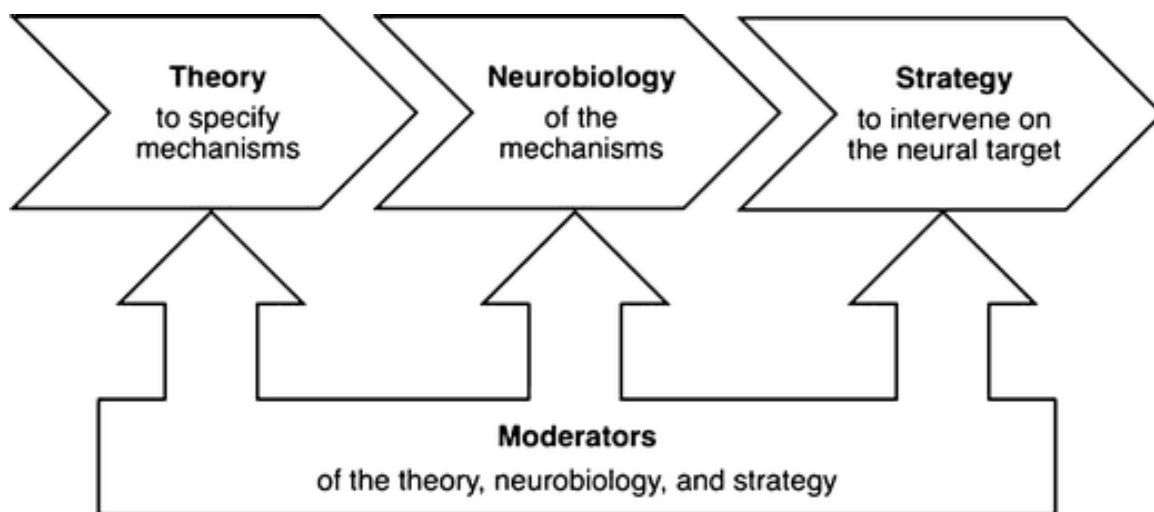 Theory
to specify
mechanisms
Neurobiology
of the
mechanisms
Strategy
to intervene on
the neural target
Moderators
of the theory, neurobiology, and strategy